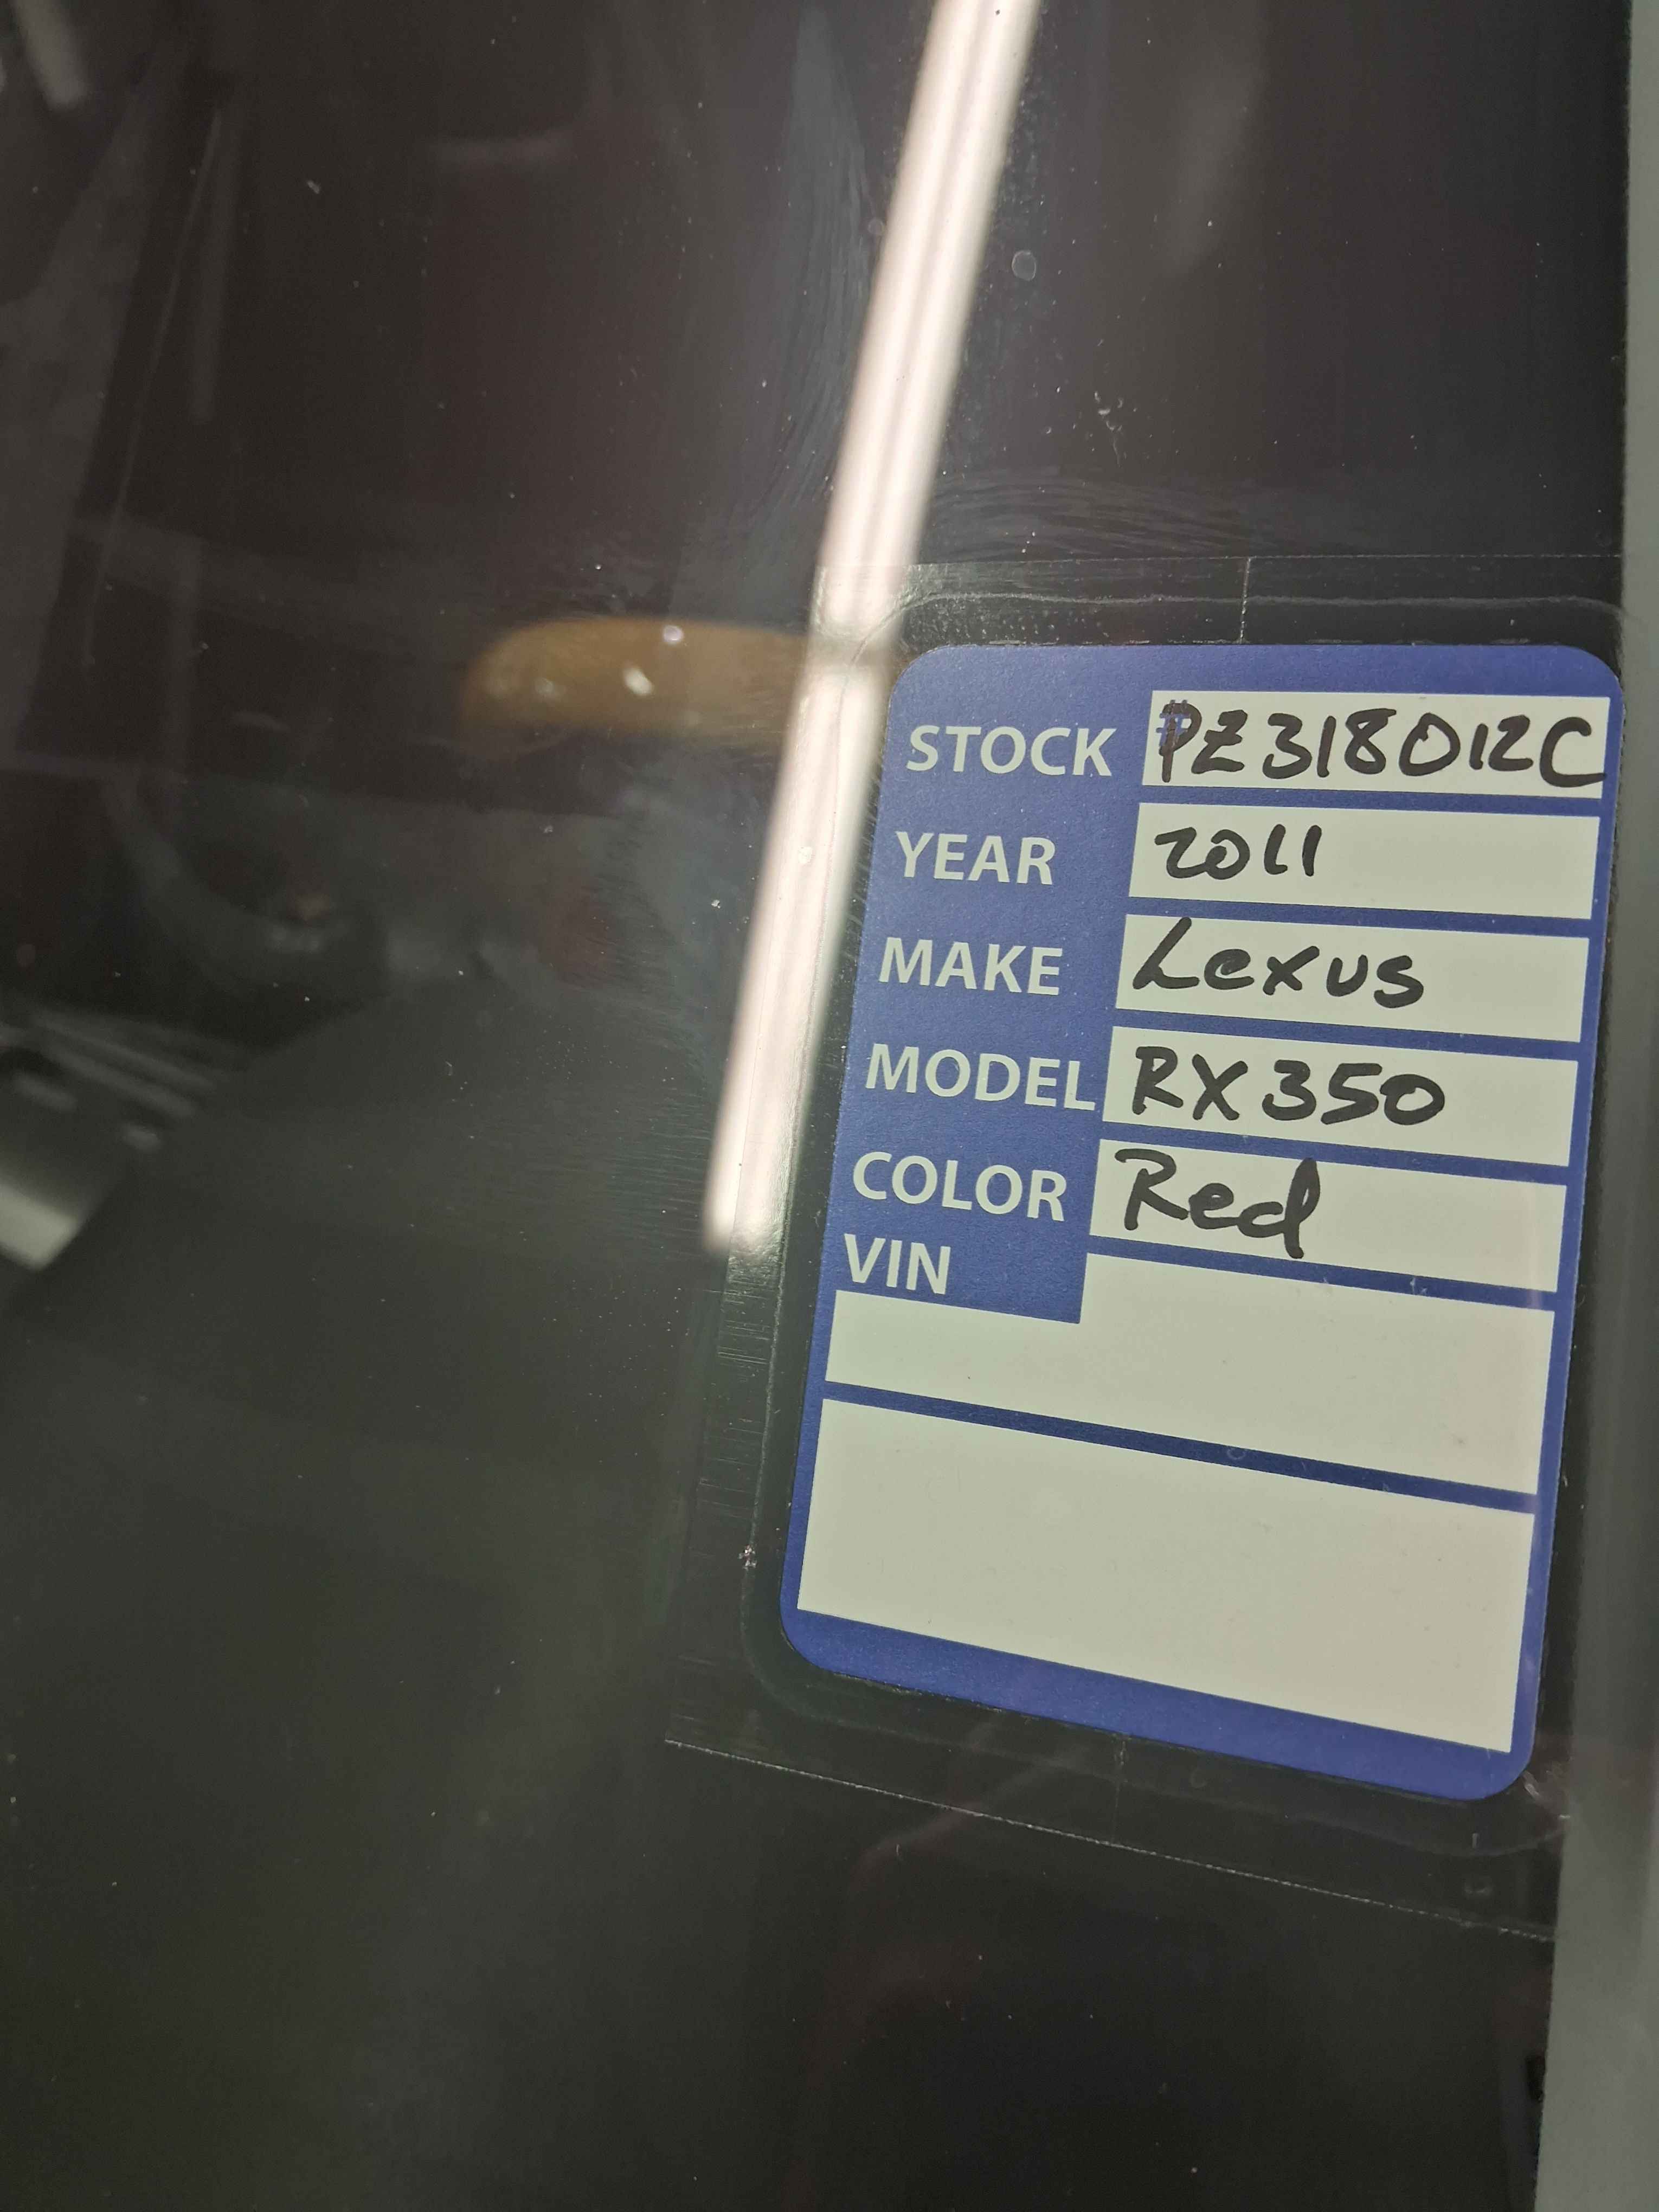 STOCK #PZ318012C
YEAR 2011
MAKE Lexus
MODEL RX350
COLOR Red
VIN